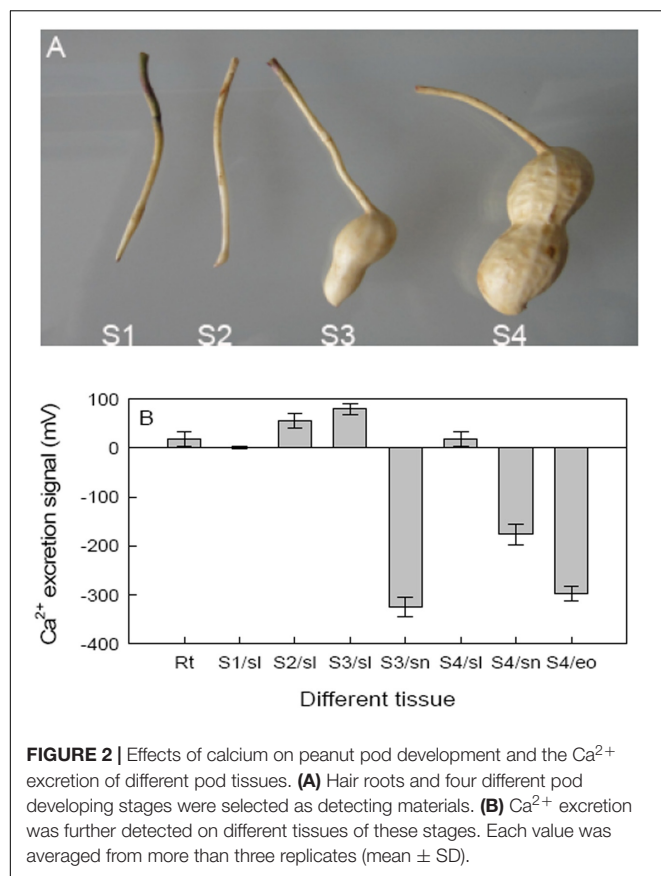 A
S1 S2 S3 S4
B
100
0
-100
-200
-300
-400
Ca2+ excretion signal (mV)
Rt S1/sl S2/sl S3/sl S3/sn S4/sl S4/sn S4/eo
Different tissue
FIGURE 2 | Effects of calcium on peanut pod development and the Ca2+
excretion of different pod tissues. (A) Hair roots and four different pod
developing stages were selected as detecting materials. (B) Ca2+ excretion
was further detected on different tissues of these stages. Each value was
averaged from more than three replicates (mean ± SD).